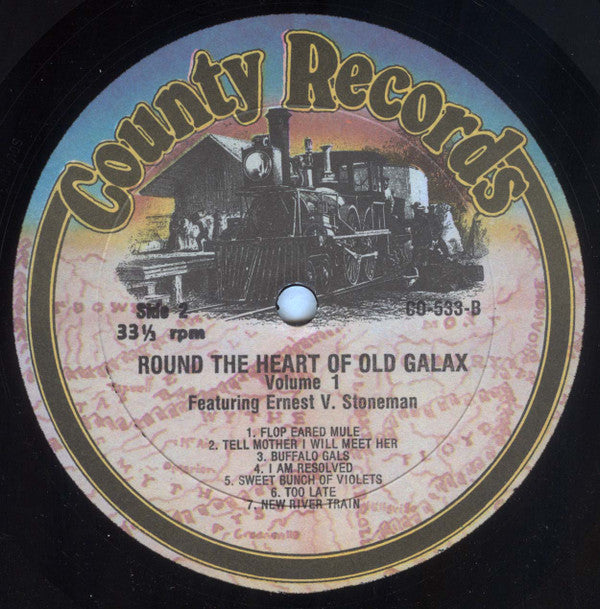 County Records
Side 2
33⅓ rpm
CO-533-B
ROUND THE HEART OF OLD GALAX
Volume 1
Featuring Ernest V. Stoneman
1. FLOP EARED MULE
2. TELL MOTHER I WILL MEET HER
3. BUFFALO GALS
4. I AM RESOLVED
5. SWEET BUNCH OF VIOLETS
6. TOO LATE
7. NEW RIVER TRAIN